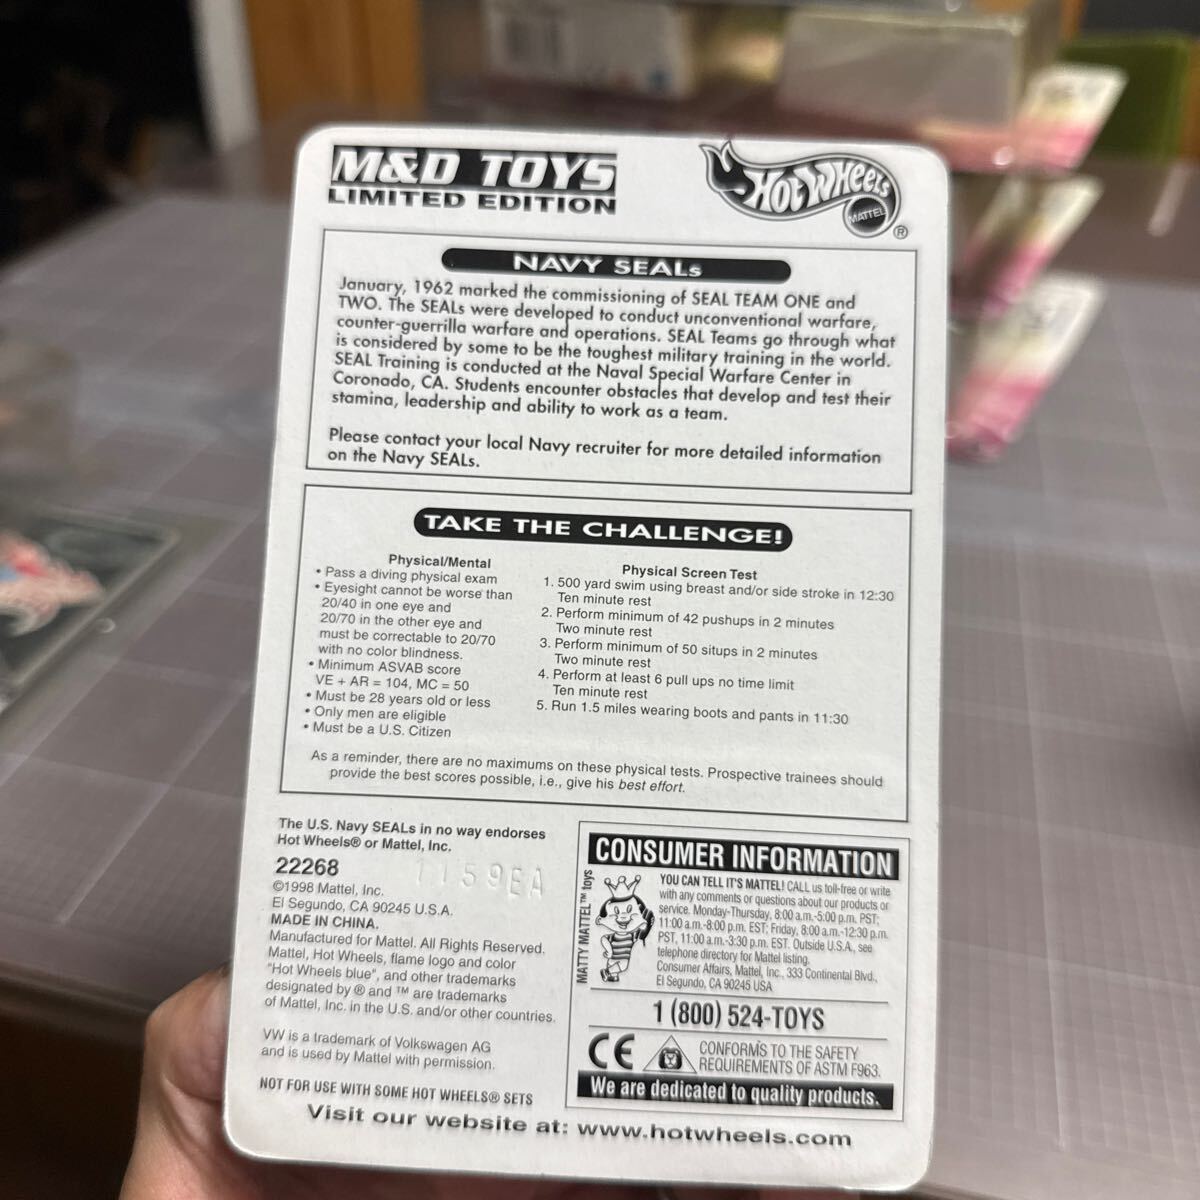 M&D TOYS
LIMITED EDITION
HOT WHEELS
MATTEL
®
NAVY SEALs
January, 1962 marked the commissioning of SEAL TEAM ONE and
TWO. The SEALs were developed to conduct unconventional warfare,
counter-guerrilla warfare and operations. SEAL Teams go through what
is considered by some to be the toughest military training in the world.
SEAL Training is conducted at the Naval Special Warfare Center in
Coronado, CA. Students encounter obstacles that develop and test their
stamina, leadership and ability to work as a team.
Please contact your local Navy recruiter for more detailed information
on the Navy SEALs.
TAKE THE CHALLENGE!
Physical/Mental
• Pass a diving physical exam
• Eyesight cannot be worse than
20/40 in one eye and
20/70 in the other eye and
must be correctable to 20/70
with no color blindness.
• Minimum ASVAB score
VE + AR = 104, MC = 50
• Must be 28 years old or less
• Only men are eligible
• Must be a U.S. Citizen
Physical Screen Test
1. 500 yard swim using breast and/or side stroke in 12:30
Ten minute rest
2. Perform minimum of 42 pushups in 2 minutes
Two minute rest
3. Perform minimum of 50 situps in 2 minutes
Two minute rest
4. Perform at least 6 pull ups no time limit
Ten minute rest
5. Run 1.5 miles wearing boots and pants in 11:30
As a reminder, there are no maximums on these physical tests. Prospective trainees should
provide the best scores possible, i.e., give his best effort.
The U.S. Navy SEALs in no way endorses
Hot Wheels® or Mattel, Inc.
22268
1159EA
©1998 Mattel, Inc.
El Segundo, CA 90245 U.S.A.
MADE IN CHINA.
Manufactured for Mattel. All Rights Reserved.
Mattel, Hot Wheels, flame logo and color
"Hot Wheels blue", and other trademarks
designated by ® and ™ are trademarks
of Mattel, Inc. in the U.S. and/or other countries.
VW is a trademark of Volkswagen AG
and is used by Mattel with permission.
NOT FOR USE WITH SOME HOT WHEELS® SETS
CONSUMER INFORMATION
MATTY MATTEL™ toys
YOU CAN TELL IT'S MATTEL! CALL us toll-free or write
with any comments or questions about our products or
service. Monday-Thursday, 8:00 a.m.-5:00 p.m. PST;
11:00 a.m.-8:00 p.m. EST; Friday, 8:00 a.m.-12:30 p.m.
PST, 11:00 a.m.-3:30 p.m. EST. Outside U.S.A., see
telephone directory for Mattel listing.
Consumer Affairs, Mattel, Inc., 333 Continental Blvd.,
El Segundo, CA 90245 USA
1 (800) 524-TOYS
CE
CONFORMS TO THE SAFETY
REQUIREMENTS OF ASTM F963.
We are dedicated to quality products.
Visit our website at: www.hotwheels.com